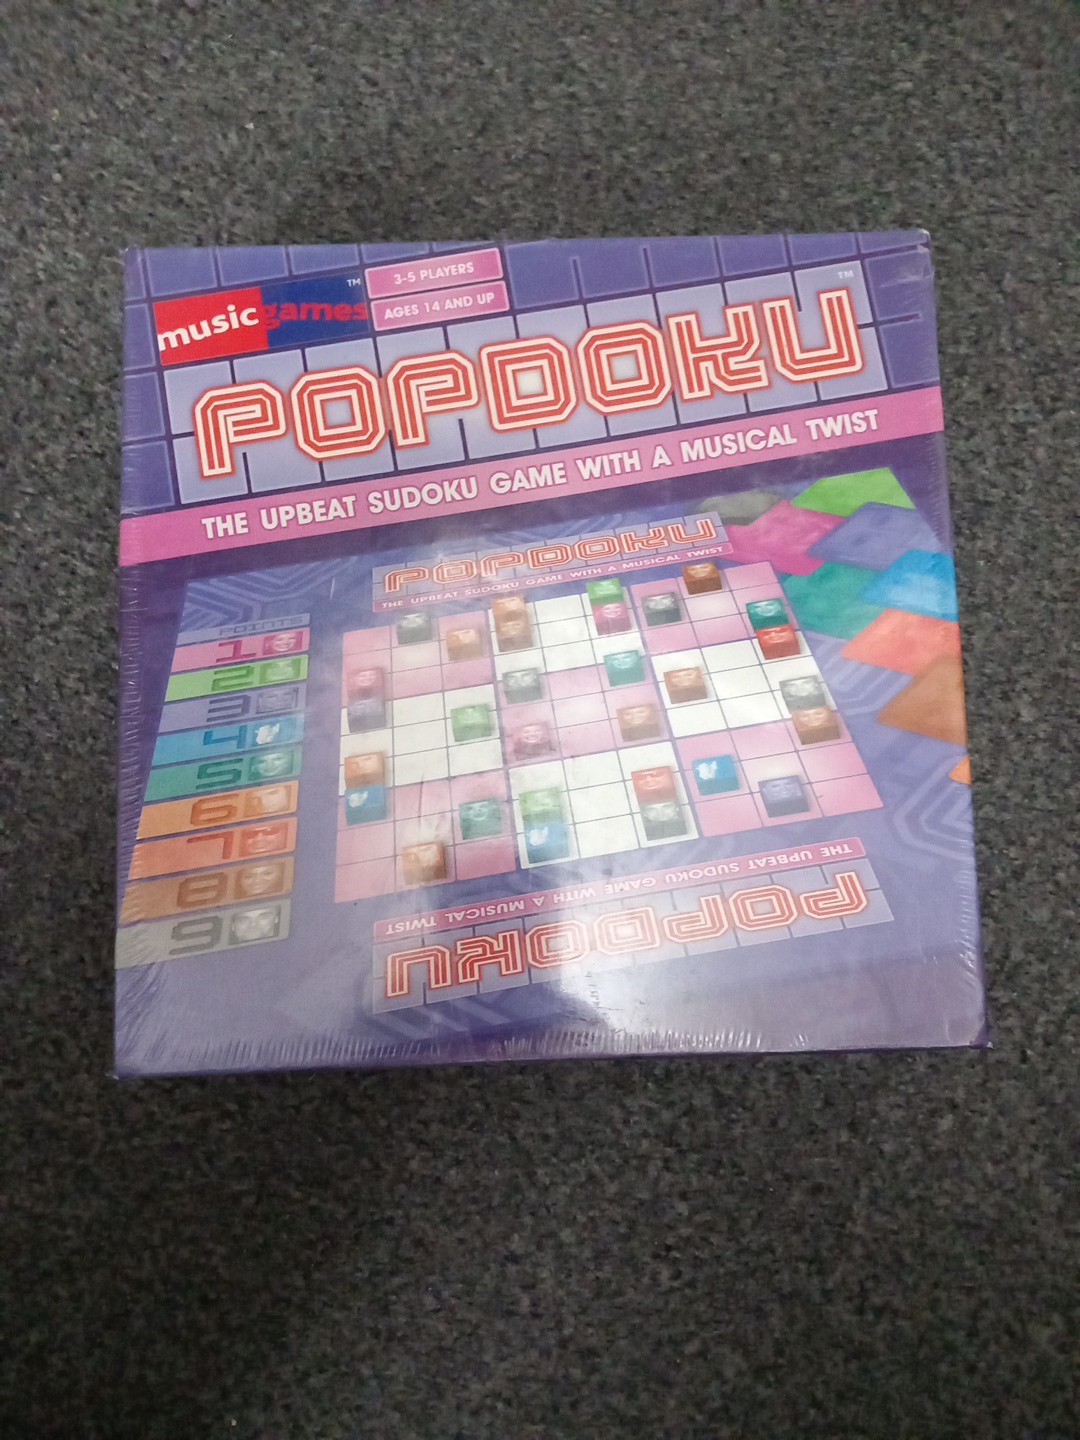 music games™
3-5 PLAYERS
AGES 14 AND UP
POPDOKU™
THE UPBEAT SUDOKU GAME WITH A MUSICAL TWIST
POPDOKU
THE UPBEAT SUDOKU GAME WITH A MUSICAL TWIST
POINTS
1
2
3
4
5
6
7
8
9
THE UPBEAT SUDOKU GAME WITH A MUSICAL TWIST
POPDOKU